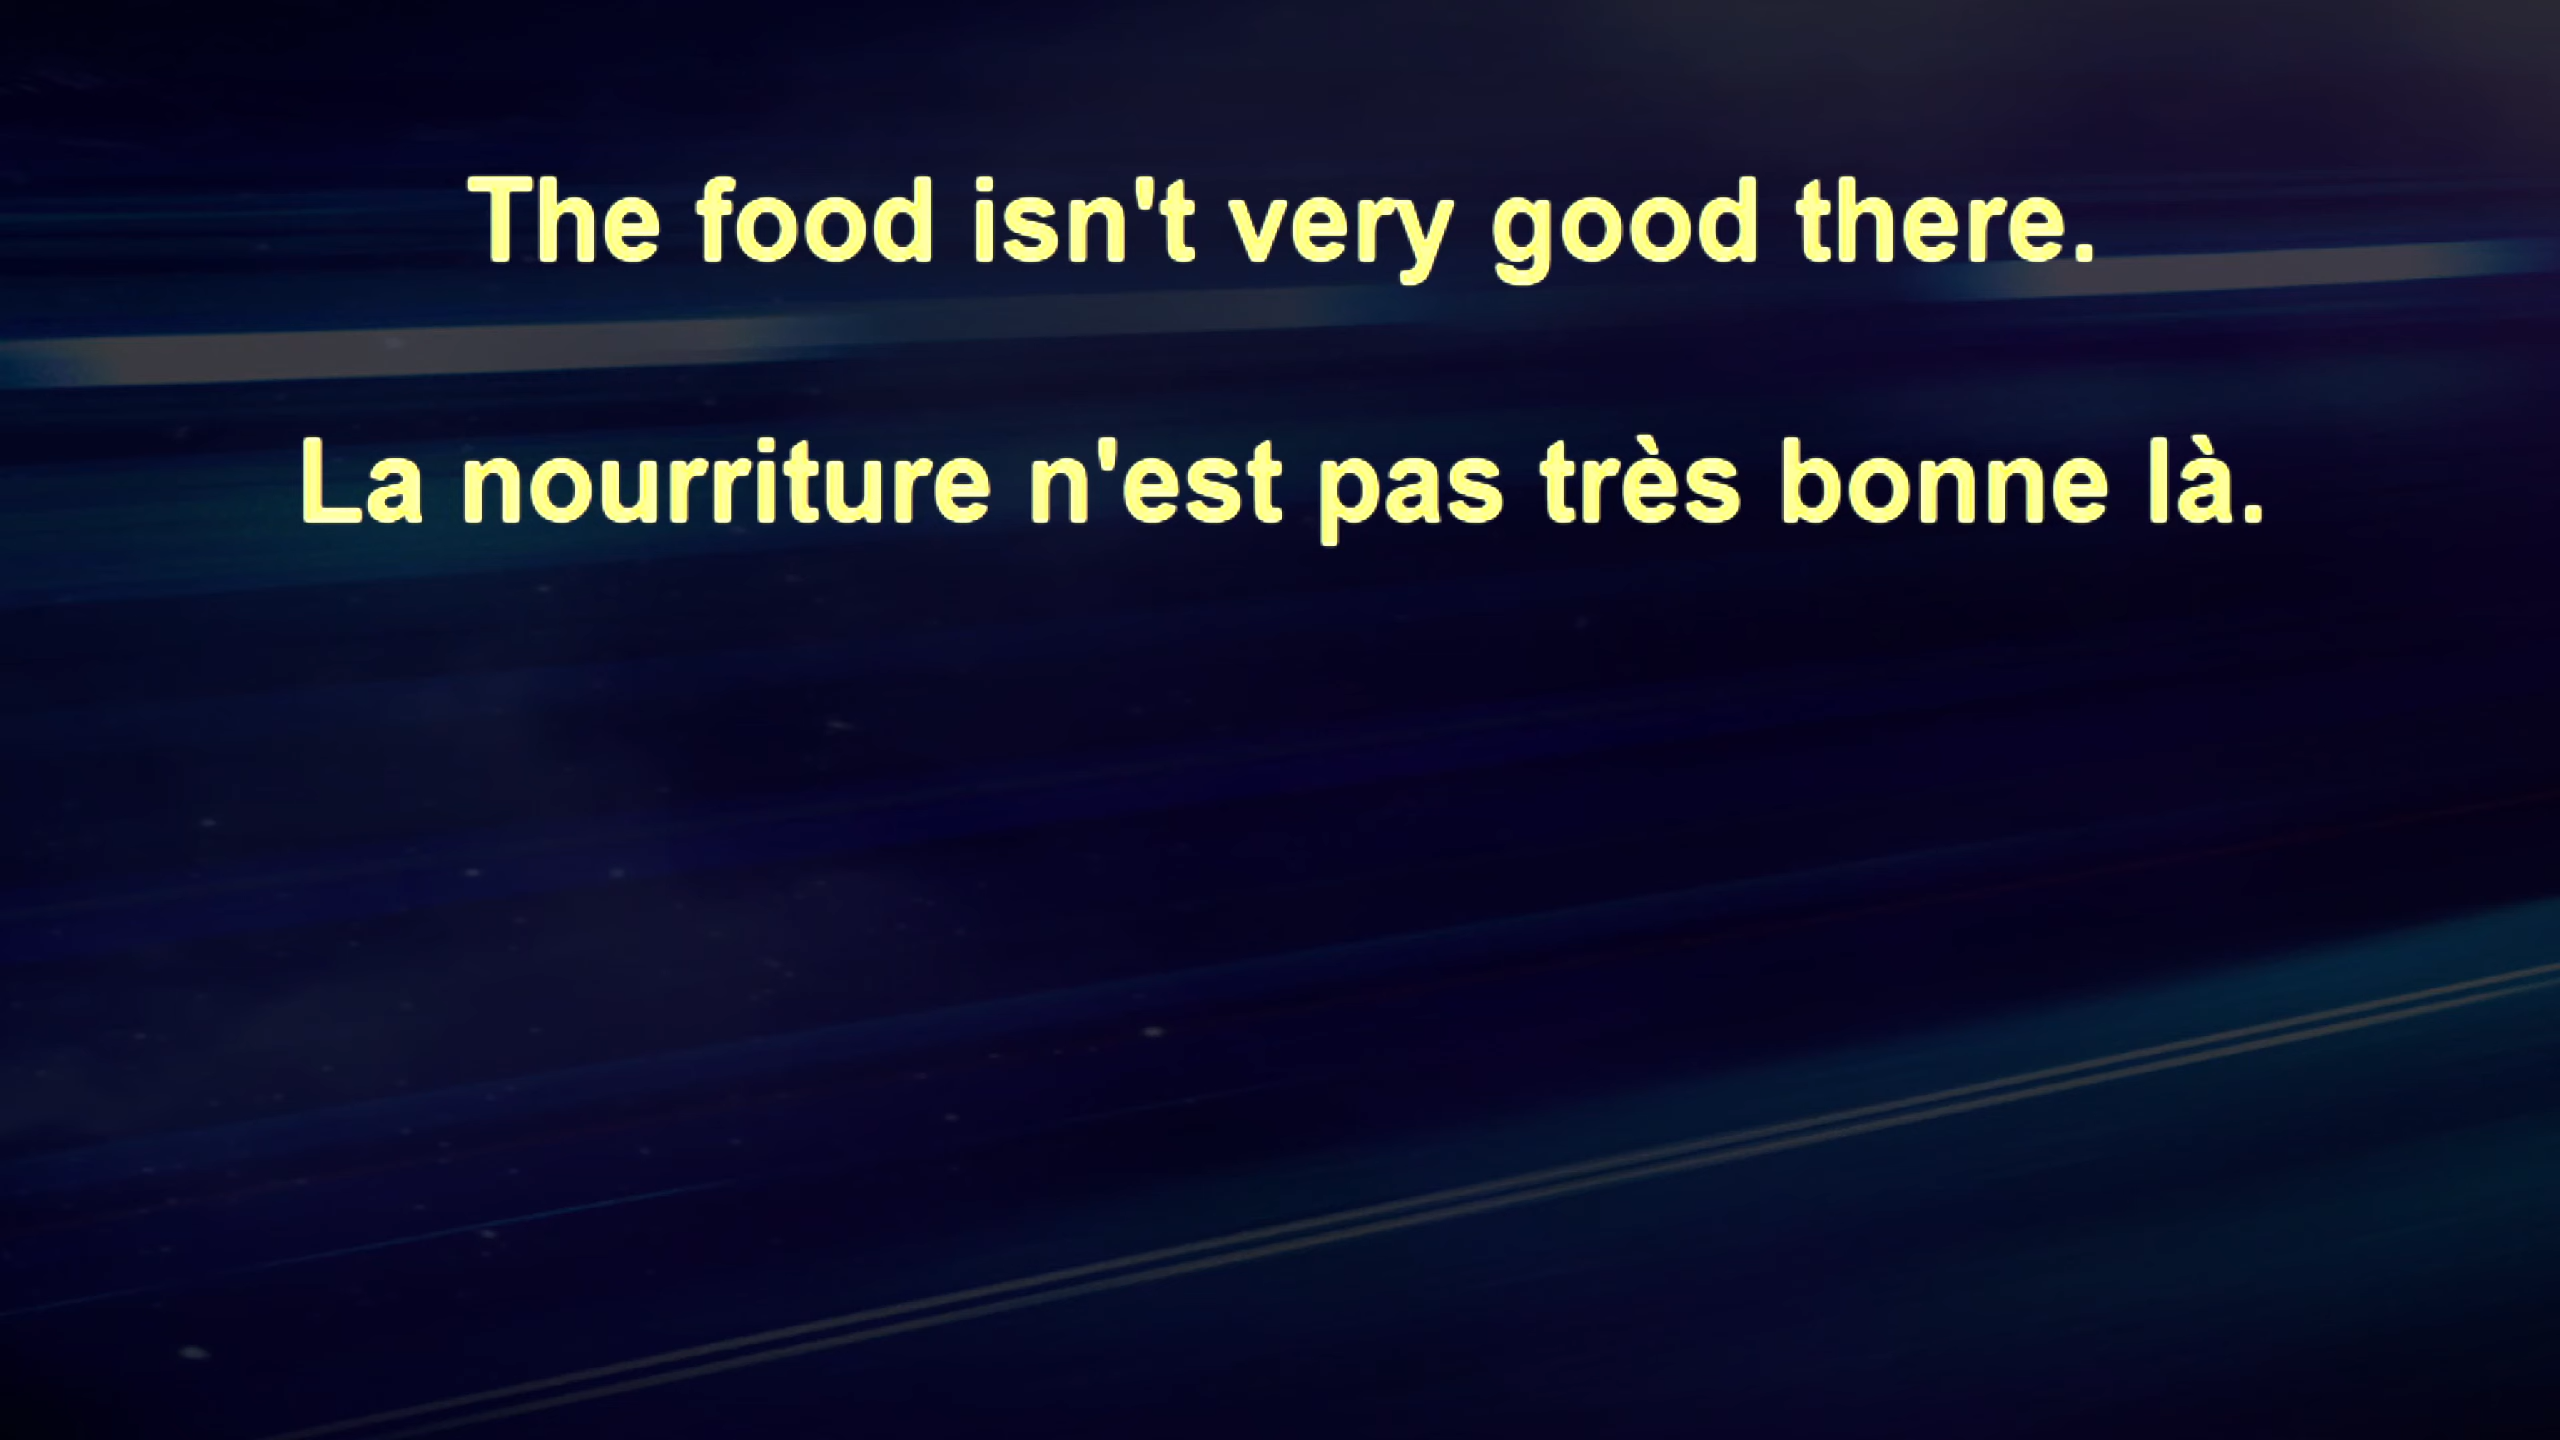 The food isn't very good there.
La nourriture n'est pas très bonne là.